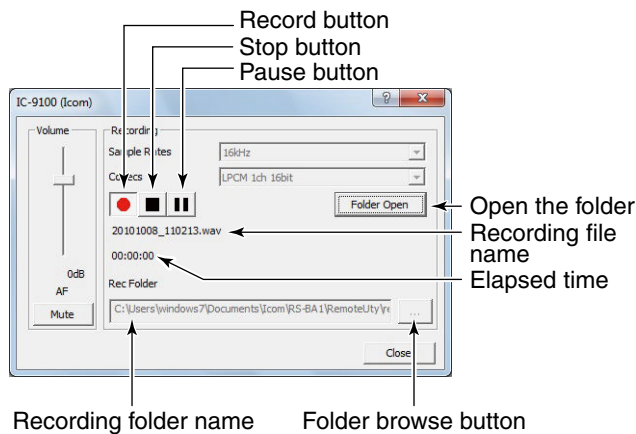 Record button
Stop button
Pause button
IC-9100 (Icom)
Volume
Recording
Sample Rates
16kHz
Codecs
LPCM 1ch 16bit
Folder Open
Open the folder
20101008_110213.wav
Recording file
name
00:00:00
Elapsed time
0dB
AF
Rec Folder
Mute
C:\Users\windows7\Documents\Icom\RS-BA1\RemoteUty\re
...
Close
Recording folder name
Folder browse button